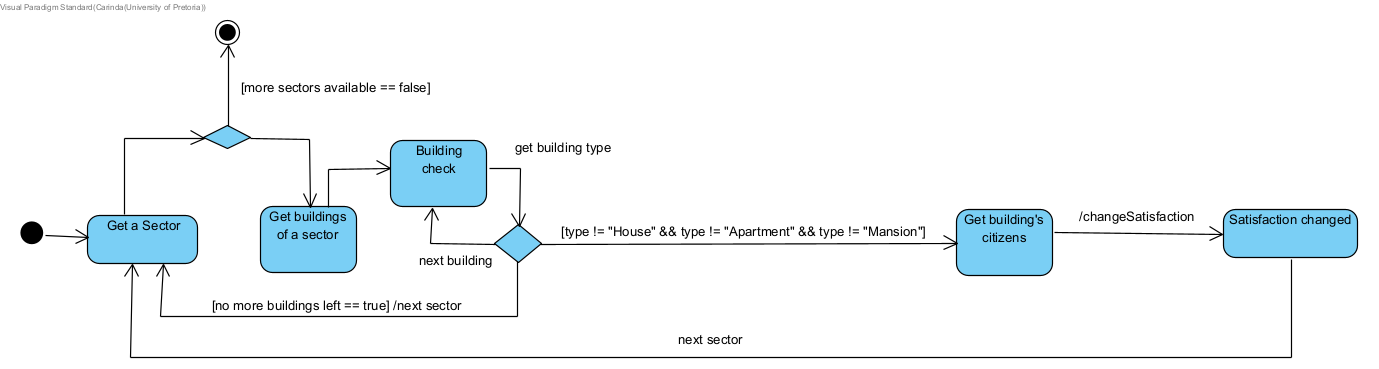 Visual Paradigm Standard(Carinda(University of Pretoria))
[more sectors available == false]
Building
check
get building type
Get a Sector
Get buildings
of a sector
next building
[type != "House" && type != "Apartment" && type != "Mansion"]
Get building's
citizens
/changeSatisfaction
Satisfaction changed
[no more buildings left == true] /next sector
next sector